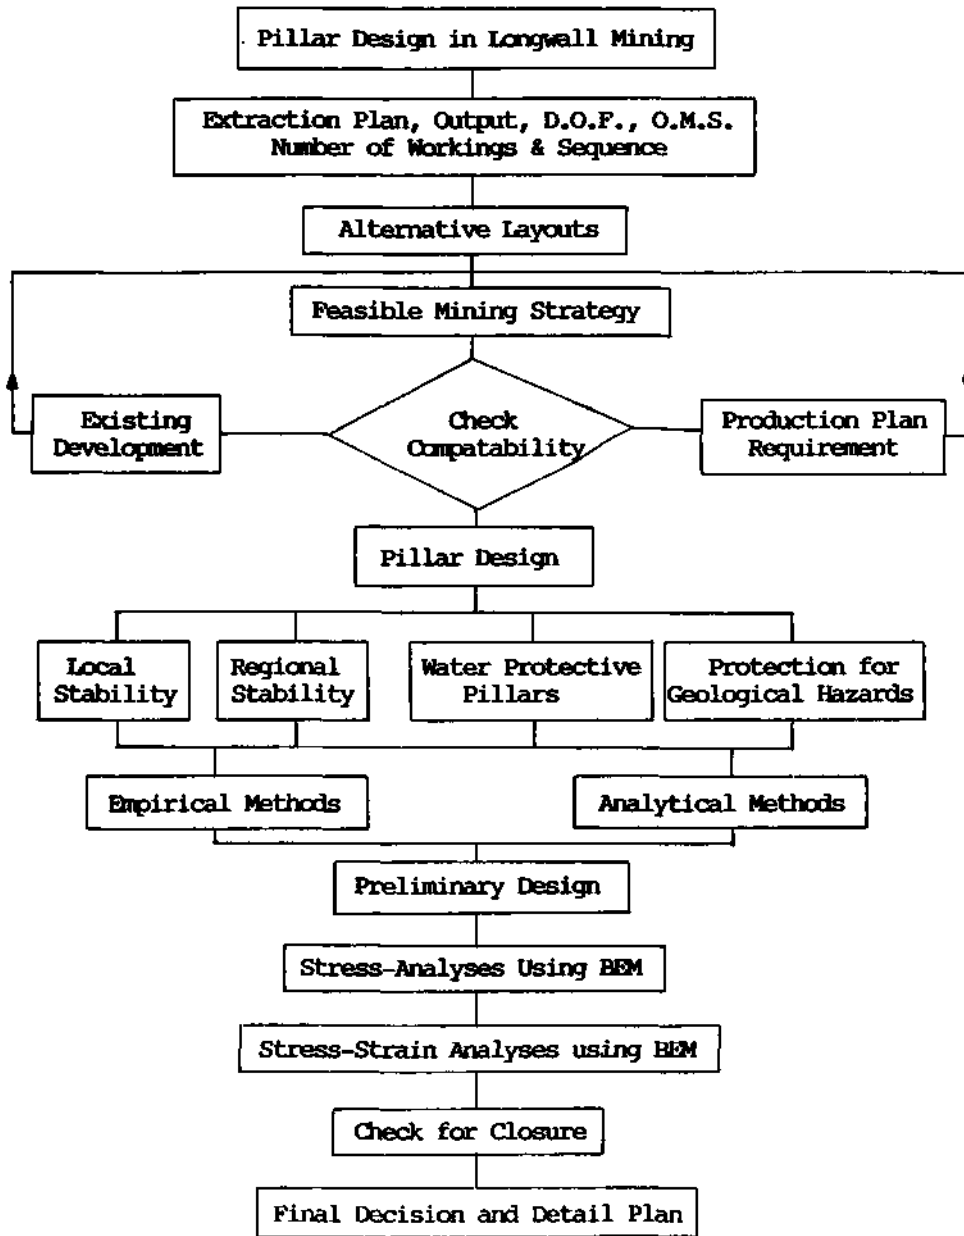 Pillar Design in Longwall Mining
Extraction Plan, Output, D.O.F., O.M.S.
Number of Workings & Sequence
Alternative Layouts
Feasible Mining Strategy
Existing
Development
Check
Compatability
Production Plan
Requirement
Pillar Design
Local
Stability
Regional
Stability
Water Protective
Pillars
Protection for
Geological Hazards
Empirical Methods
Analytical Methods
Preliminary Design
Stress-Analyses Using BEM
Stress-Strain Analyses using BEM
Check for Closure
Final Decision and Detail Plan